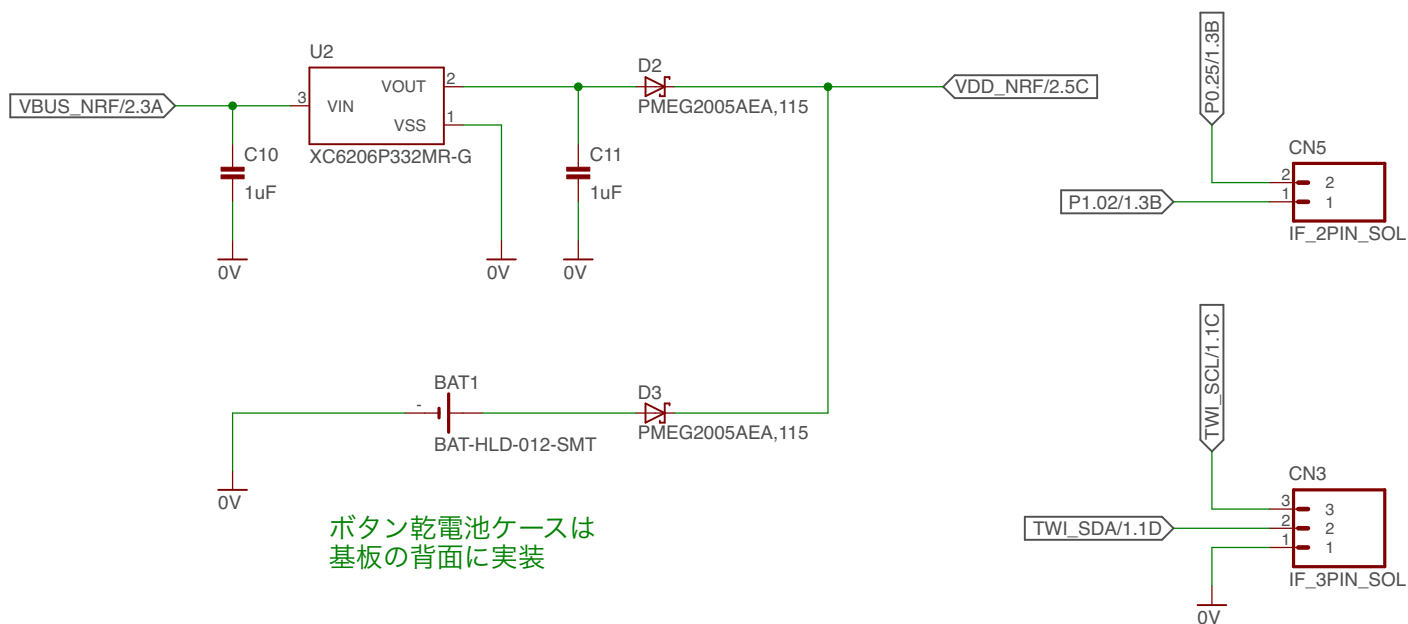 U2
VBUS_NRF/2.3A
3
VIN
VOUT
2
VSS
1
XC6206P332MR-G
C10
1uF
0V
0V
C11
1uF
0V
D2
PMEG2005AEA,115
VDD_NRF/2.5C
P0.25/1.3B
CN5
2
2
P1.02/1.3B
1
1
IF_2PIN_SOL
BAT1
-
BAT-HLD-012-SMT
0V
D3
PMEG2005AEA,115
ボタン乾電池ケースは
基板の背面に実装
TWI_SCL/1.1C
CN3
3
3
TWI_SDA/1.1D
2
2
1
1
IF_3PIN_SOL
0V